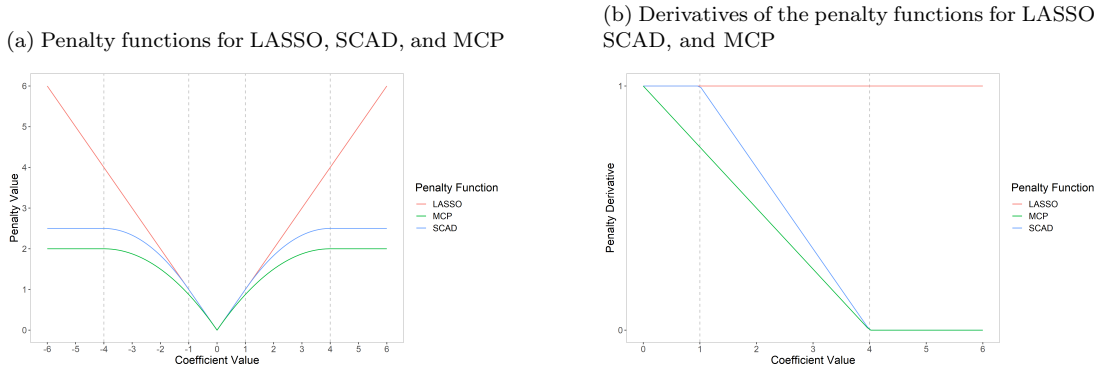 (a) Penalty functions for LASSO, SCAD, and MCP
Penalty Value
6
5
4
3
2
1
0
-6 -5 -4 -3 -2 -1 0 1 2 3 4 5 6
Coefficient Value
Penalty Function
LASSO
MCP
SCAD
(b) Derivatives of the penalty functions for LASSO
SCAD, and MCP
Penalty Derivative
1
0
0 1 2 3 4 5 6
Coefficient Value
Penalty Function
LASSO
MCP
SCAD